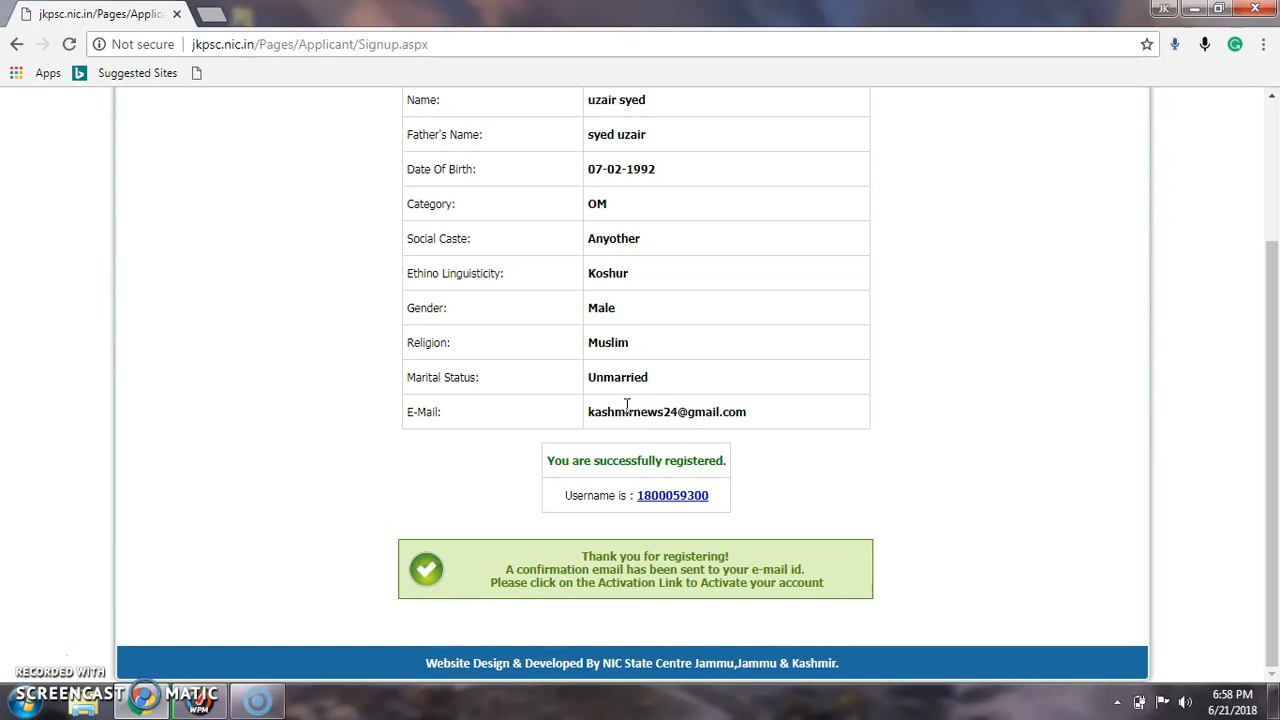 jkpsc.nic.in/Pages/Applic
JK
Not secure
jkpsc.nic.in/Pages/Applicant/Signup.aspx
Apps
Suggested Sites
Name: uzair syed
Father's Name: syed uzair
Date Of Birth: 07-02-1992
Category: OM
Social Caste: Anyother
Ethino Linguisticity: Koshur
Gender: Male
Religion: Muslim
Marital Status: Unmarried
E-Mail: kashmirnews24@gmail.com
You are successfully registered.
Username is : 1800059300
Thank you for registering!
A confirmation email has been sent to your e-mail id.
Please click on the Activation Link to Activate your account
Website Design & Developed By NIC State Centre Jammu,Jammu & Kashmir.
RECORDED WITH
SCREENCAST MATIC
WPM
6:58 PM
6/21/2018